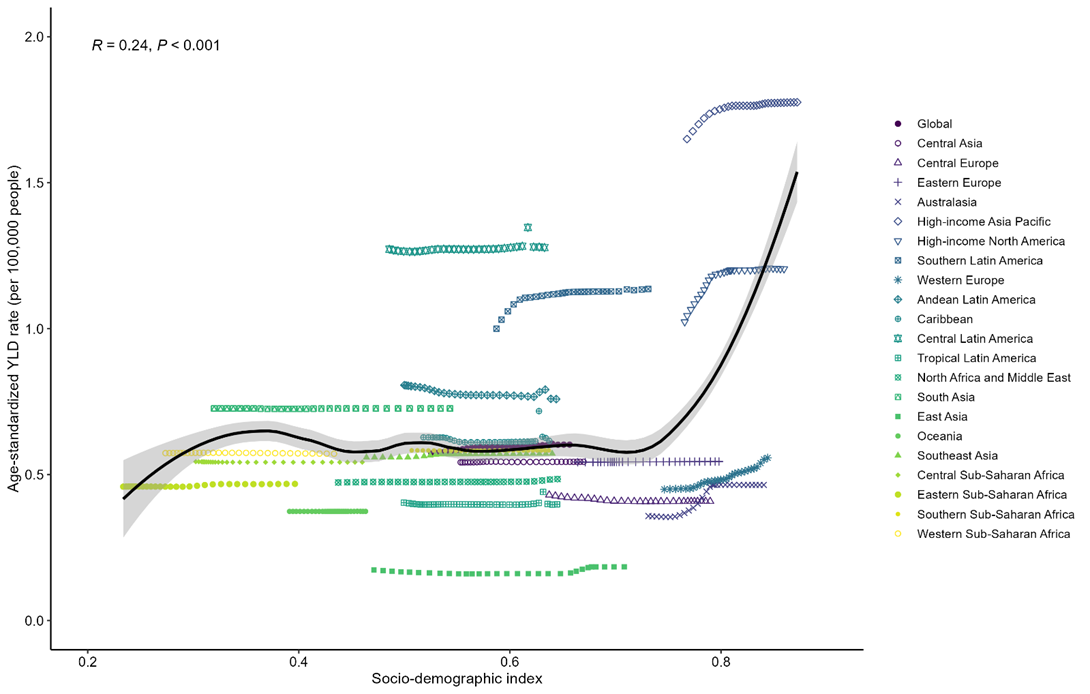 R = 0.24, P < 0.001
Age-standardized YLD rate (per 100,000 people)
2.0
1.5
1.0
0.5
0.0
0.2
0.4
0.6
0.8
Socio-demographic index
Global
Central Asia
Central Europe
Eastern Europe
Australasia
High-income Asia Pacific
High-income North America
Southern Latin America
Western Europe
Andean Latin America
Caribbean
Central Latin America
Tropical Latin America
North Africa and Middle East
South Asia
East Asia
Oceania
Southeast Asia
Central Sub-Saharan Africa
Eastern Sub-Saharan Africa
Southern Sub-Saharan Africa
Western Sub-Saharan Africa